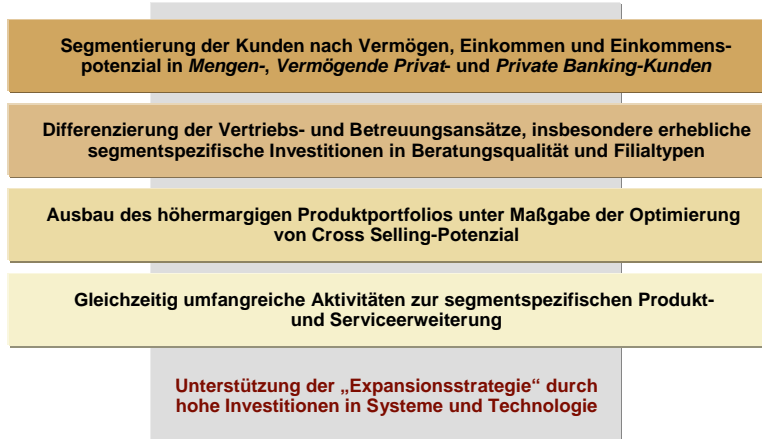 Segmentierung der Kunden nach Vermögen, Einkommen und Einkommens-
potenzial in Mengen-, Vermögende Privat- und Private Banking-Kunden
Differenzierung der Vertriebs- und Betreuungsansätze, insbesondere erhebliche
segmentspezifische Investitionen in Beratungsqualität und Filialtypen
Ausbau des höhermargigen Produktportfolios unter Maßgabe der Optimierung
von Cross Selling-Potenzial
Gleichzeitig umfangreiche Aktivitäten zur segmentspezifischen Produkt-
und Serviceerweiterung
Unterstützung der „Expansionsstrategie“ durch
hohe Investitionen in Systeme und Technologie